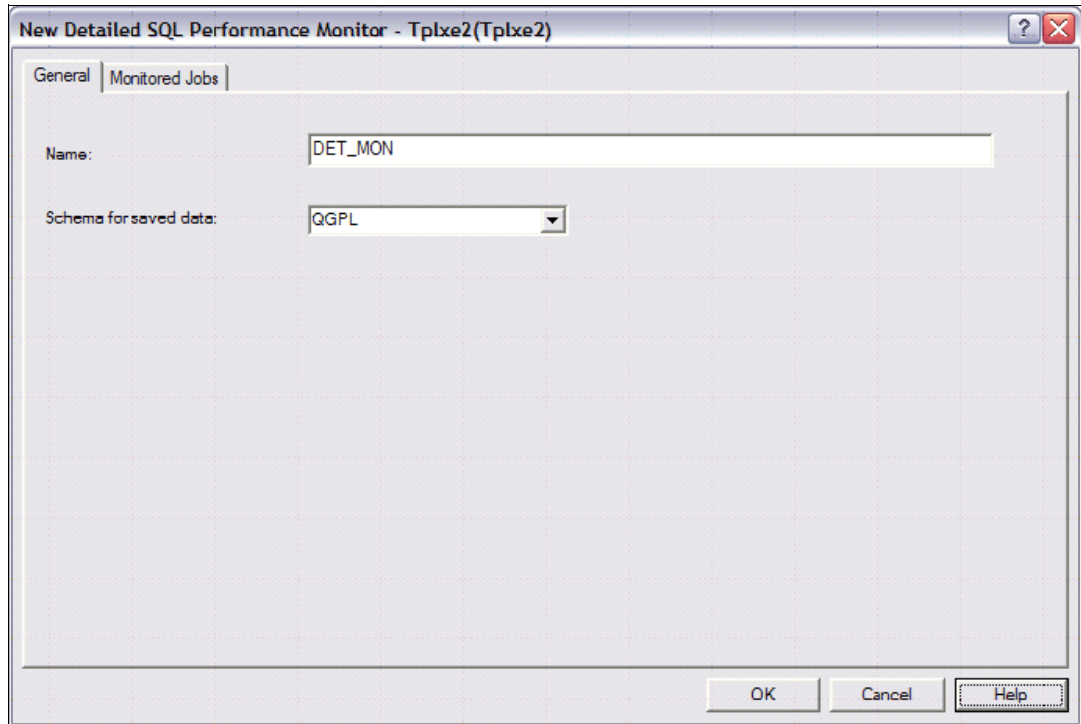 New Detailed SQL Performance Monitor - Tplxe2(Tplxe2)
?
General Monitored Jobs
Name: DET_MON
Schema for saved data: QGPL
OK Cancel Help